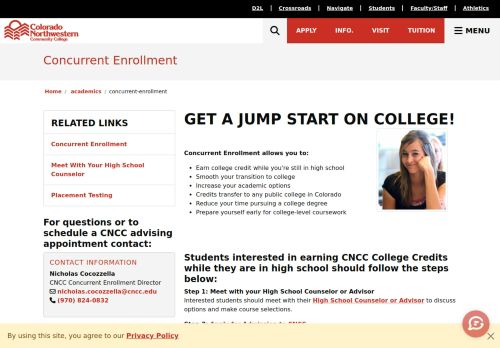 D2L | Crossroads | Navigate | Students | Faculty/Staff | Athletics
Colorado
Northwestern
Community College
APPLY INFO. VISIT TUITION MENU
Concurrent Enrollment
Home / academics / concurrent-enrollment
RELATED LINKS
Concurrent Enrollment
Meet With Your High School
Counselor
Placement Testing
For questions or to
schedule a CNCC advising
appointment contact:
CONTACT INFORMATION
Nicholas Cocozzella
CNCC Concurrent Enrollment Director
nicholas.cocozzella@cncc.edu
(970) 824-0832
GET A JUMP START ON COLLEGE!
Concurrent Enrollment allows you to:
Earn college credit while you're still in high school
Smooth your transition to college
Increase your academic options
Credits transfer to any public college in Colorado
Reduce your time pursuing a college degree
Prepare yourself early for college-level coursework
Students interested in earning CNCC College Credits
while they are in high school should follow the steps
below:
Step 1: Meet with your High School Counselor or Advisor
Interested students should meet with their High School Counselor or Advisor to discuss
options and make course selections.
Step 2: Apply for Admission to CNCC
By using this site, you agree to our Privacy Policy